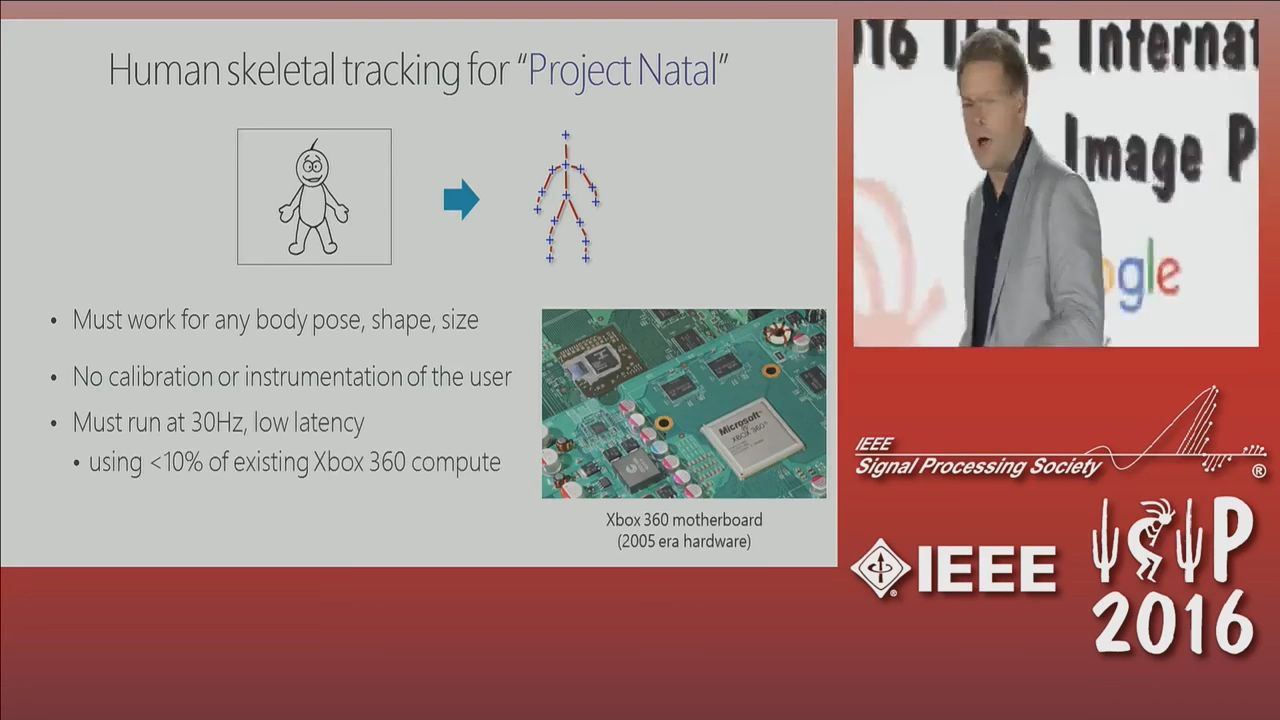 Human skeletal tracking for “Project Natal”
• Must work for any body pose, shape, size
• No calibration or instrumentation of the user
• Must run at 30Hz, low latency
• using <10% of existing Xbox 360 compute
Microsoft
XBOX 360
Xbox 360 motherboard
(2005 era hardware)
016 IEEE Internat
Image P
ogle
IEEE
Signal Processing Society
®
IEEE
®
ICIP
2016